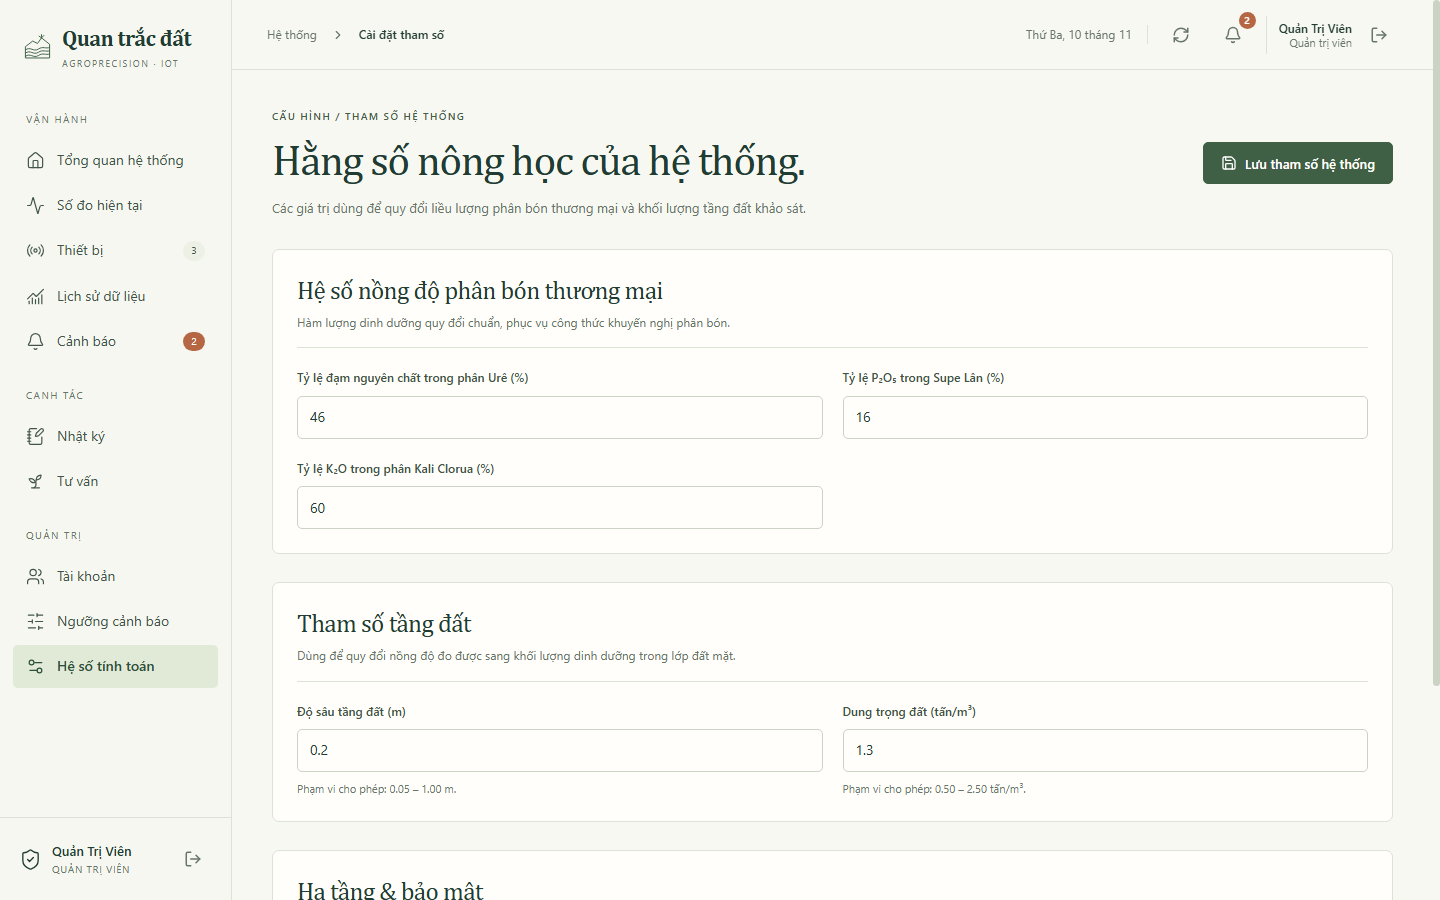 Quan trắc đất
AGROPRECISION · IOT
VẬN HÀNH
Tổng quan hệ thống
Số đo hiện tại
Thiết bị
3
Lịch sử dữ liệu
Cảnh báo
2
CANH TÁC
Nhật ký
Tư vấn
QUẢN TRỊ
Tài khoản
Ngưỡng cảnh báo
Hệ số tính toán
Quản Trị Viên
QUẢN TRỊ VIÊN
Hệ thống
Cài đặt tham số
Thứ Ba, 10 tháng 11
2
Quản Trị Viên
Quản trị viên
CẤU HÌNH / THAM SỐ HỆ THỐNG
Hằng số nông học của hệ thống.
Các giá trị dùng để quy đổi liều lượng phân bón thương mại và khối lượng tầng đất khảo sát.
Lưu tham số hệ thống
Hệ số nồng độ phân bón thương mại
Hàm lượng dinh dưỡng quy đổi chuẩn, phục vụ công thức khuyến nghị phân bón.
Tỷ lệ đạm nguyên chất trong phân Urê (%)
46
Tỷ lệ P₂O₅ trong Supe Lân (%)
16
Tỷ lệ K₂O trong phân Kali Clorua (%)
60
Tham số tầng đất
Dùng để quy đổi nồng độ đo được sang khối lượng dinh dưỡng trong lớp đất mặt.
Độ sâu tầng đất (m)
0.2
Phạm vi cho phép: 0.05 – 1.00 m.
Dung trọng đất (tấn/m³)
1.3
Phạm vi cho phép: 0.50 – 2.50 tấn/m³.
Hạ tầng & bảo mật